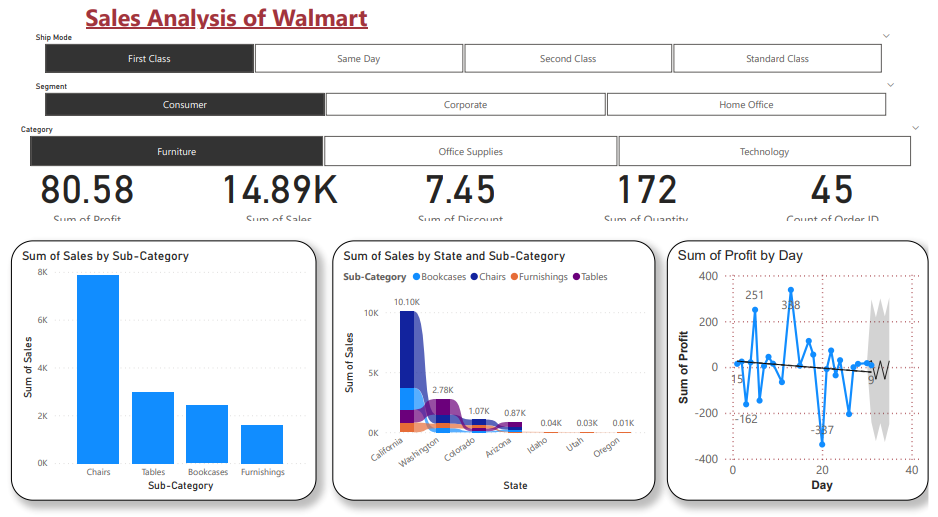 Sales Analysis of Walmart
Ship Mode
First Class Same Day Second Class Standard Class
Segment
Consumer Corporate Home Office
Category
Furniture Office Supplies Technology
80.58 14.89K 7.45 172 45
Sum of Profit Sum of Sales Sum of Discount Sum of Quantity Count of Order ID
Sum of Sales by Sub-Category
8K
6K
4K
2K
0K
Sum of Sales
Chairs Tables Bookcases Furnishings
Sub-Category
Sum of Sales by State and Sub-Category
Sub-Category Bookcases Chairs Furnishings Tables
10.10K
10K
5K
0K
Sum of Sales
2.78K
1.07K
0.87K
0.04K
0.03K
0.01K
California Washington Colorado Arizona Idaho Utah Oregon
State
Sum of Profit by Day
400
200
0
-200
-400
Sum of Profit
15
251
-162
338
-337
9
0 20 40
Day